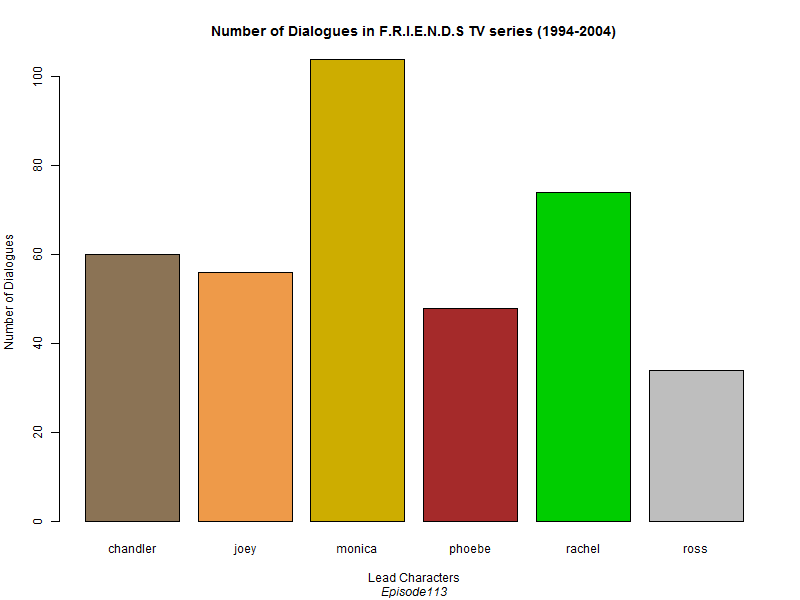 Number of Dialogues in F.R.I.E.N.D.S TV series (1994-2004)
Number of Dialogues
100
80
60
40
20
0
chandler joey monica phoebe rachel ross
Lead Characters
Episode113